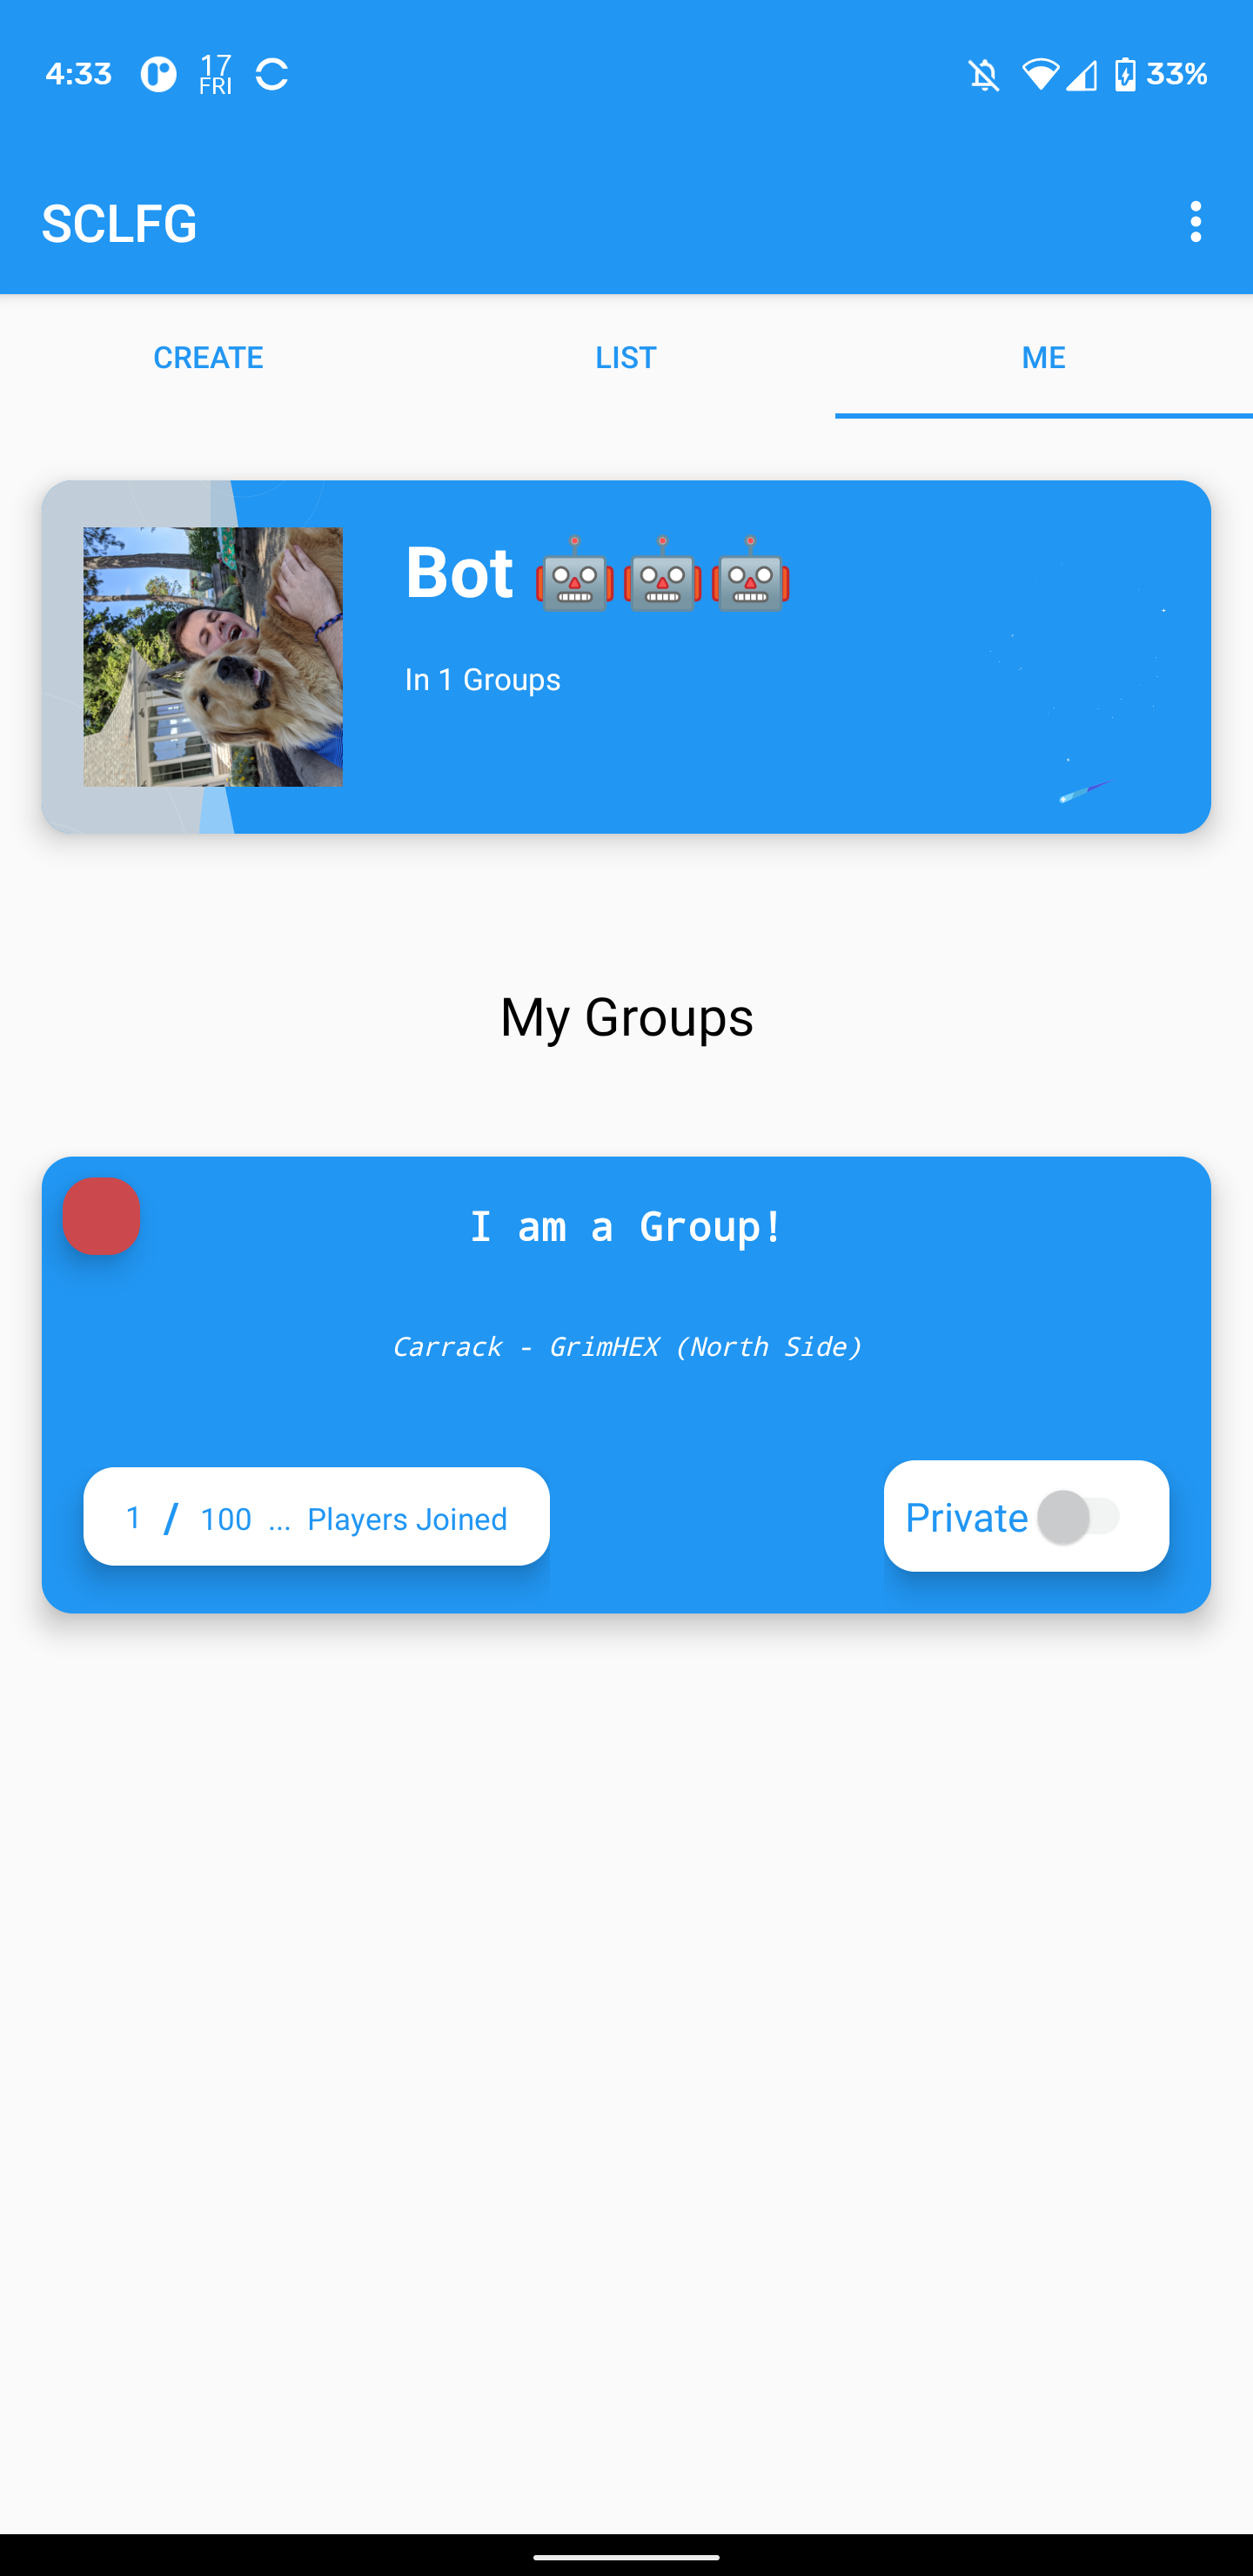 4:33 17 FRI 33%
SCLFG
CREATE LIST ME
Bot 🤖🤖🤖
In 1 Groups
My Groups
I am a Group!
Carrack - GrimHEX (North Side)
1 / 100 ... Players Joined Private